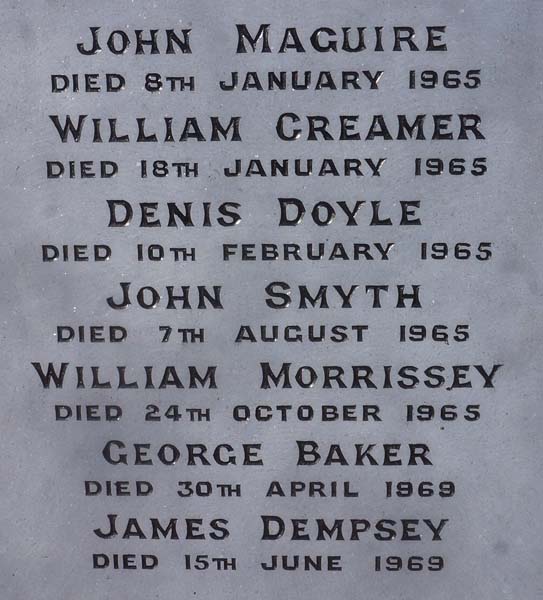 JOHN MAGUIRE
DIED 8TH JANUARY 1965
WILLIAM CREAMER
DIED 18TH JANUARY 1965
DENIS DOYLE
DIED 10TH FEBRUARY 1965
JOHN SMYTH
DIED 7TH AUGUST 1965
WILLIAM MORRISSEY
DIED 24TH OCTOBER 1965
GEORGE BAKER
DIED 30TH APRIL 1969
JAMES DEMPSEY
DIED 15TH JUNE 1969